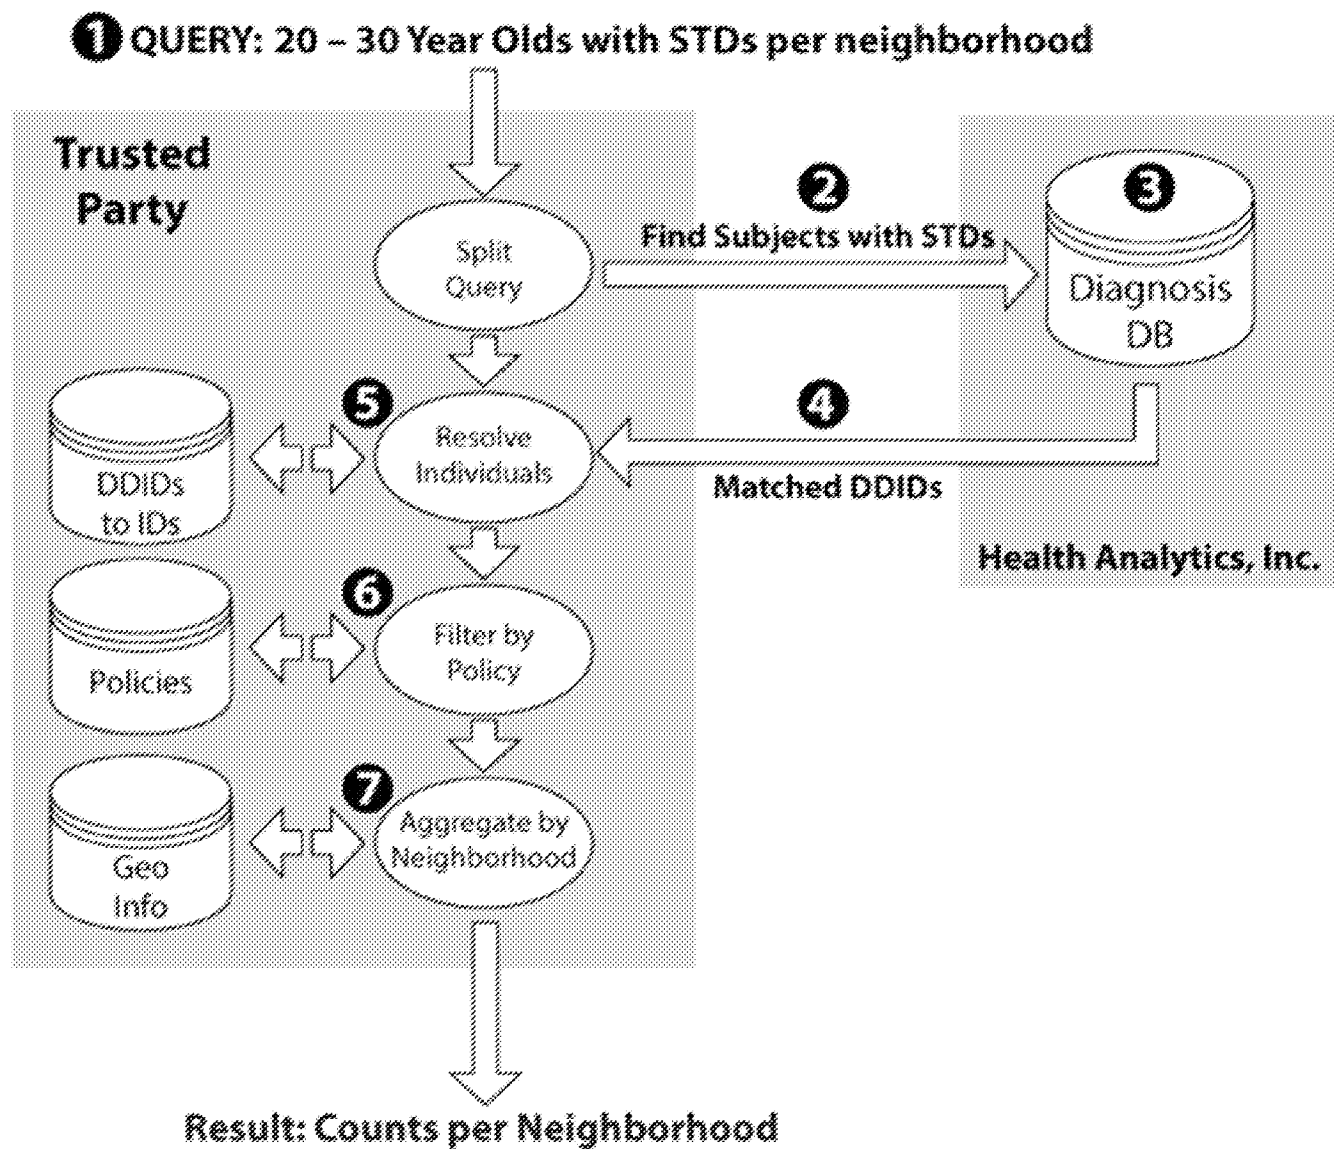 1 QUERY: 20 – 30 Year Olds with STDs per neighborhood
Trusted
Party
Split
Query
2
Find Subjects with STDs
3
Diagnosis
DB
4
Matched DDIDs
Health Analytics, Inc.
5
Resolve
Individuals
DDIDs
to IDs
6
Filter by
Policy
Policies
7
Aggregate by
Neighborhood
Geo
Info
Result: Counts per Neighborhood